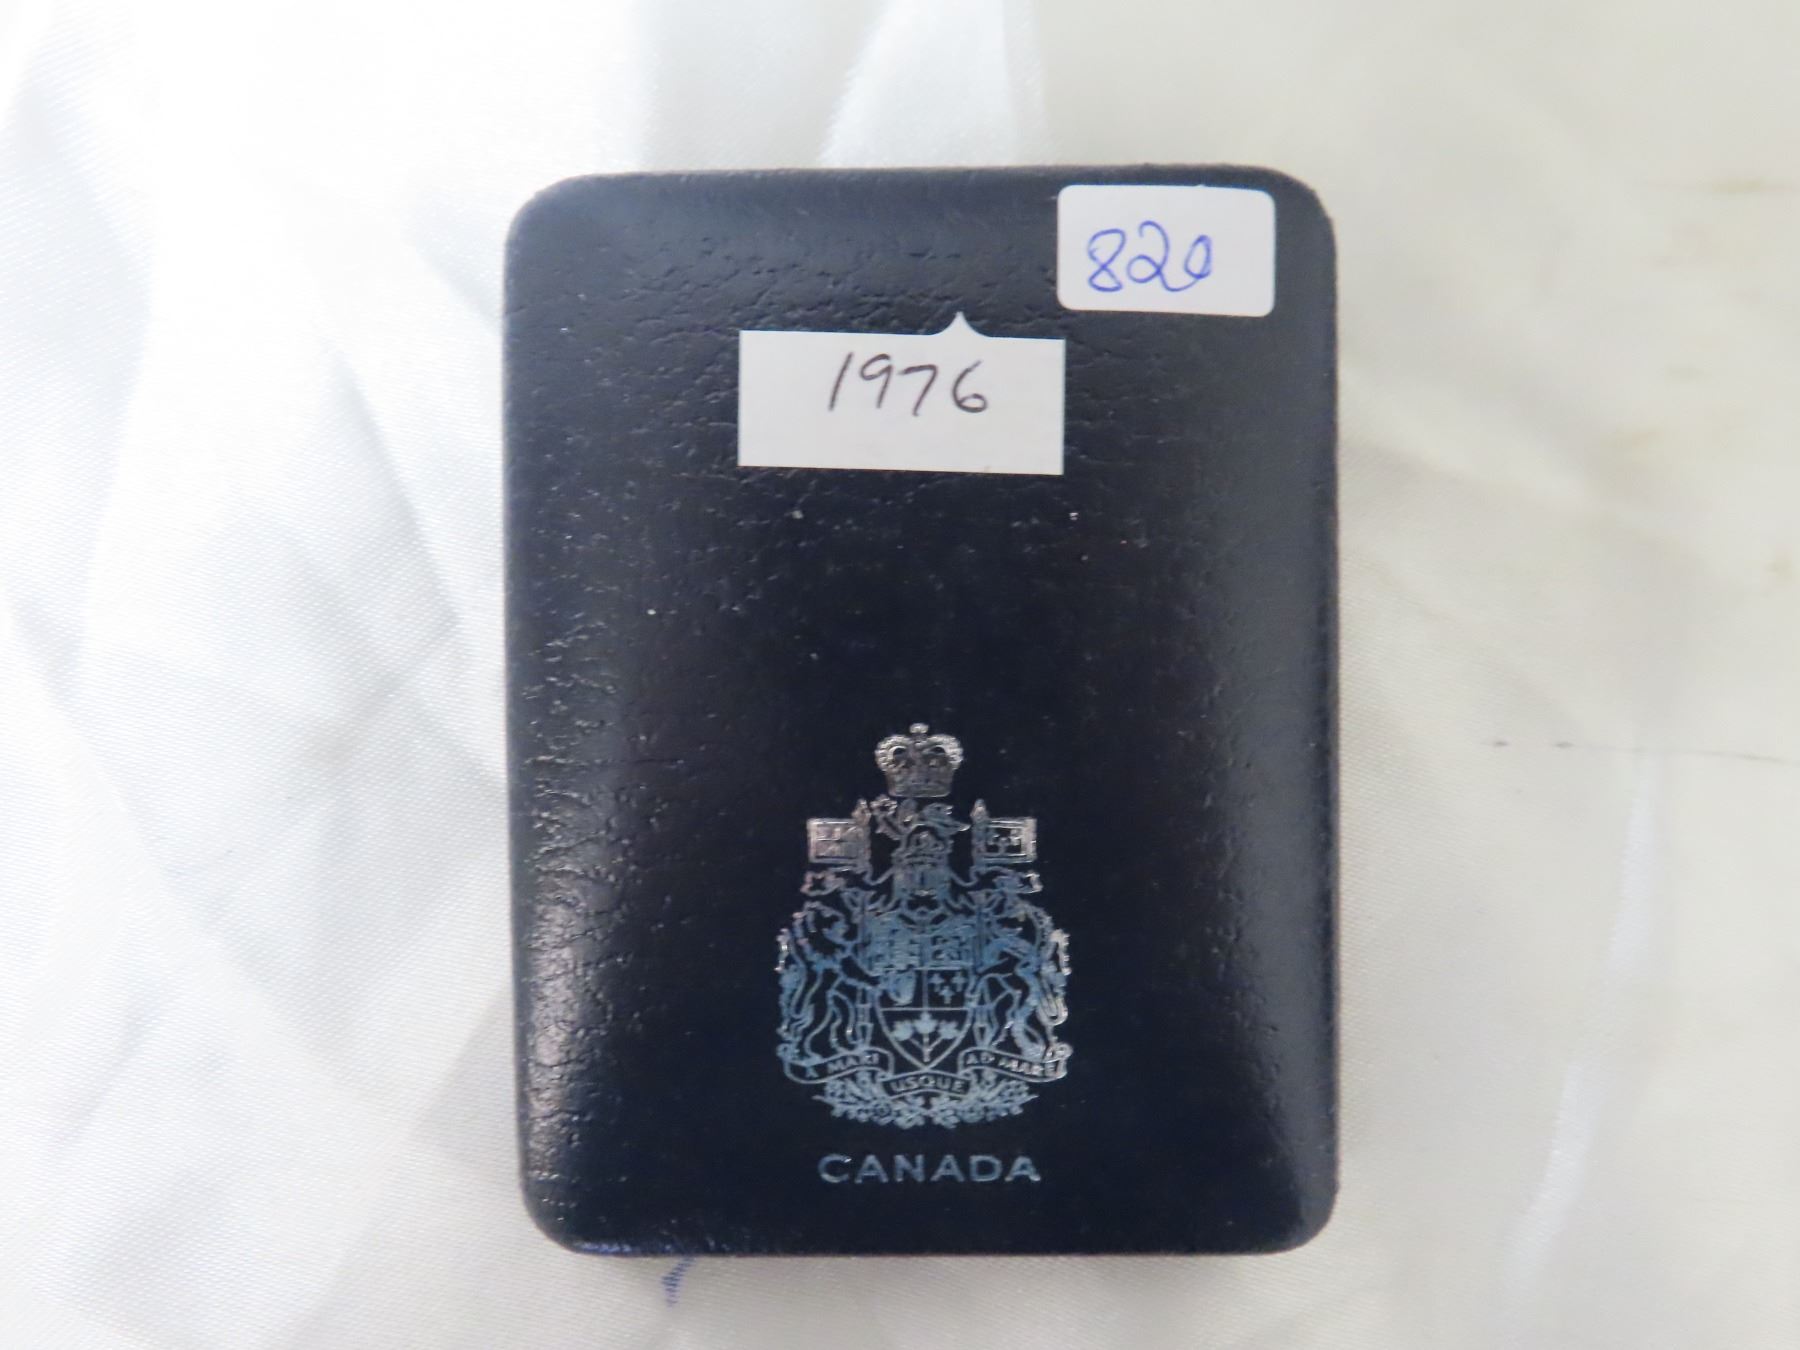 820
1976
A MARI USQUE AD MARE
CANADA